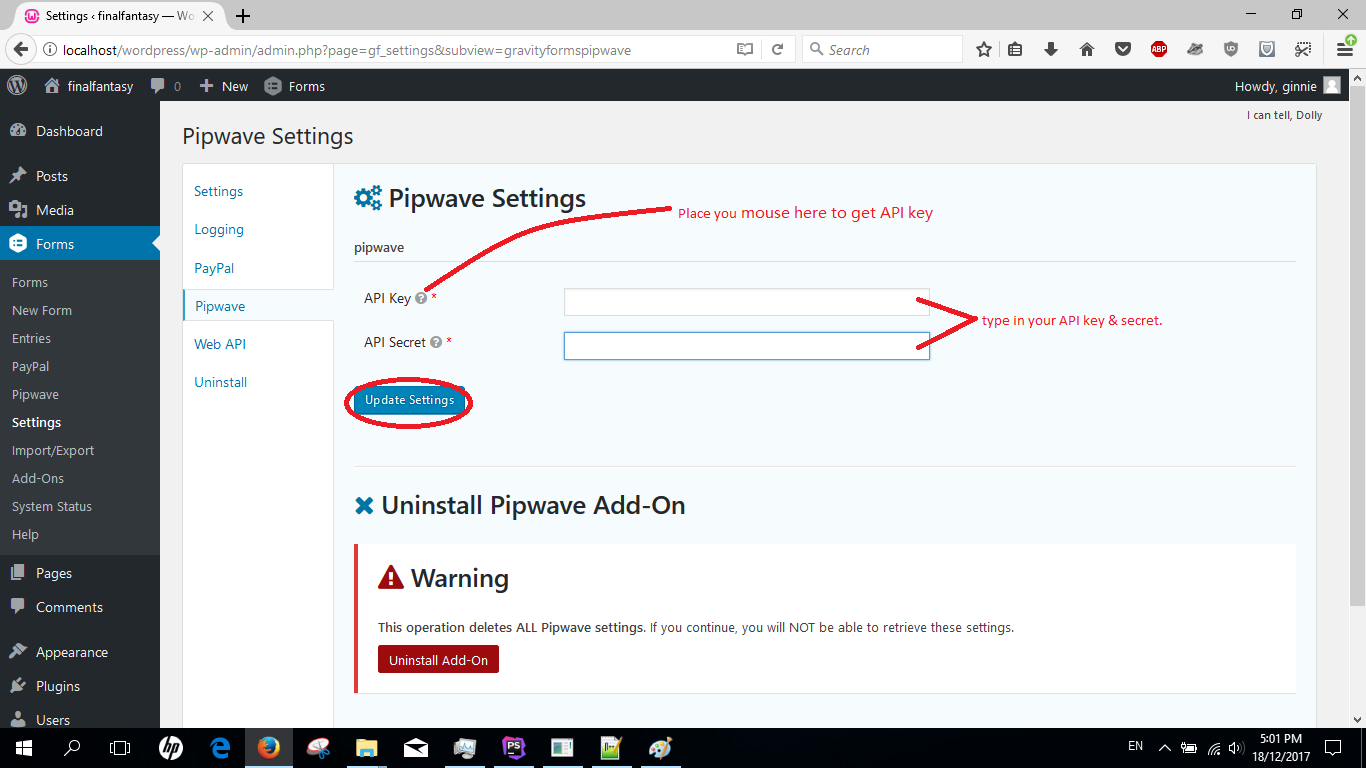 Settings ‹ finalfantasy — Wo
localhost/wordpress/wp-admin/admin.php?page=gf_settings&subview=gravityformspipwave
Search
ABP
finalfantasy
0
New
Forms
Howdy, ginnie
I can tell, Dolly
Dashboard
Posts
Media
Forms
Forms
New Form
Entries
PayPal
Pipwave
Settings
Import/Export
Add-Ons
System Status
Help
Pages
Comments
Appearance
Plugins
Users
Pipwave Settings
Settings
Logging
PayPal
Pipwave
Web API
Uninstall
Pipwave Settings
Place you mouse here to get API key
pipwave
API Key ? *
type in your API key & secret.
API Secret ? *
Update Settings
Uninstall Pipwave Add-On
Warning
This operation deletes ALL Pipwave settings. If you continue, you will NOT be able to retrieve these settings.
Uninstall Add-On
hp
PS
EN
5:01 PM
18/12/2017